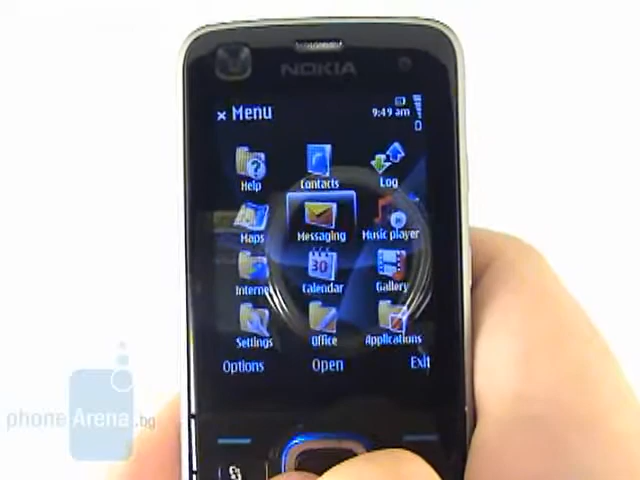 NOKIA
Menu
9:49 am
Help
Contacts
Log
Maps
Messaging
Music player
Interne
30
Calendar
Gallery
Settings
Office
Applications
Options
Open
Exit
phoneArena.bg